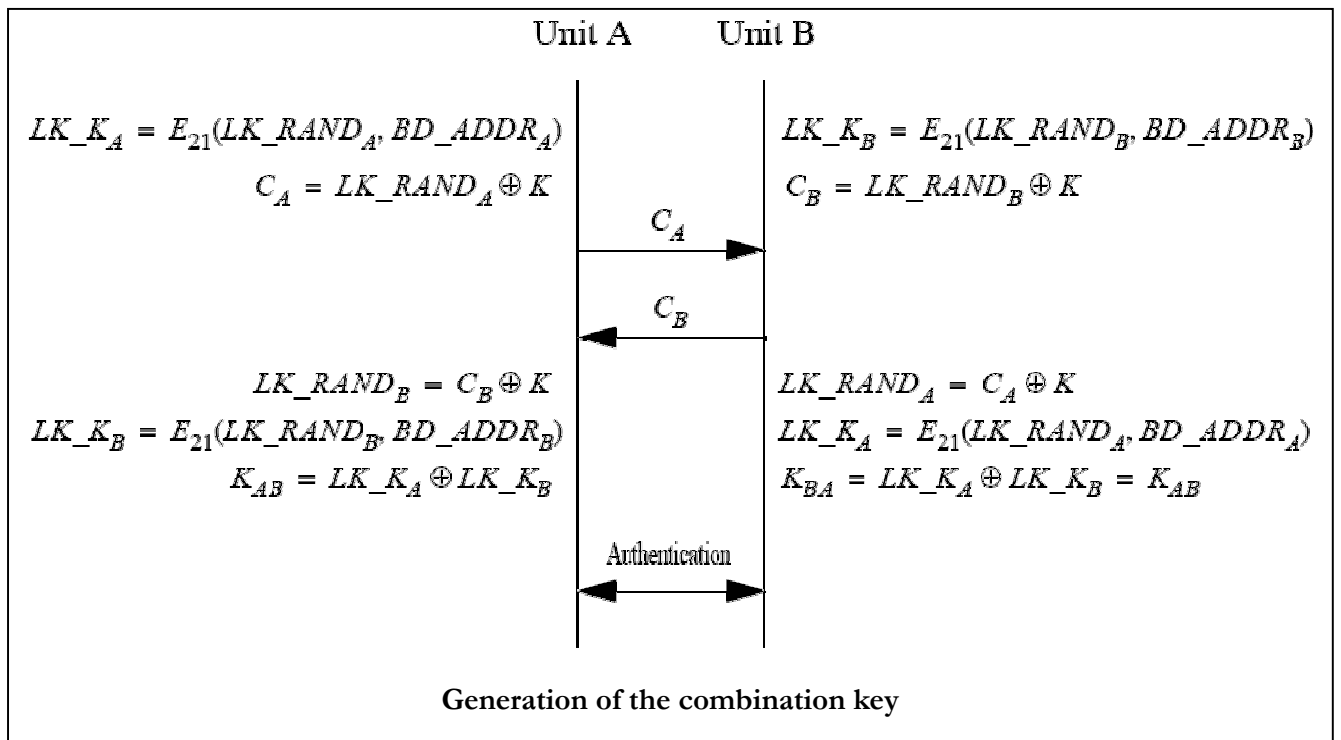 Unit A Unit B
LK_K_A = E_21(LK_RAND_A, BD_ADDR_A) LK_K_B = E_21(LK_RAND_B, BD_ADDR_B)
C_A = LK_RAND_A ⊕ K C_B = LK_RAND_B ⊕ K
C_A
C_B
LK_RAND_B = C_B ⊕ K LK_RAND_A = C_A ⊕ K
LK_K_B = E_21(LK_RAND_B, BD_ADDR_B) LK_K_A = E_21(LK_RAND_A, BD_ADDR_A)
K_AB = LK_K_A ⊕ LK_K_B K_BA = LK_K_A ⊕ LK_K_B = K_AB
Authentication
Generation of the combination key